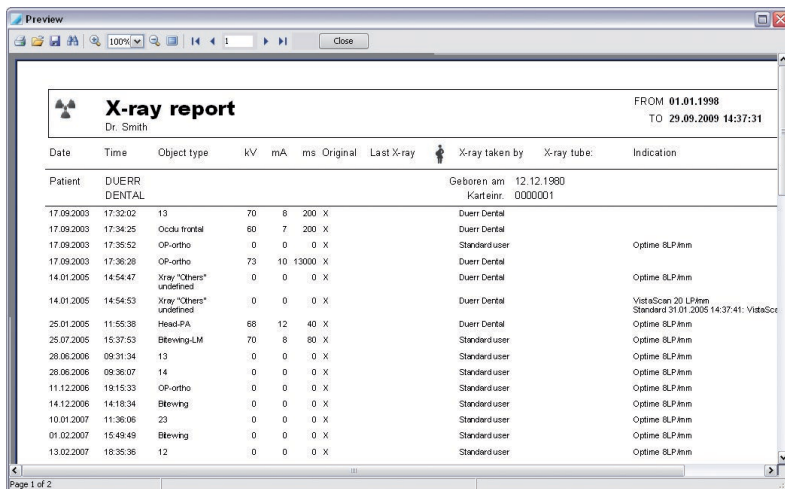 Preview
100% 1 Close
X-ray report
Dr. Smith
FROM 01.01.1998
TO 29.09.2009 14:37:31
Date Time Object type kV mA ms Original Last X-ray X-ray taken by X-ray tube: Indication
Patient DUERR Geboren am 12.12.1980
DENTAL Karteinr. 0000001
17.09.2003 17:32:02 13 70 8 200 X Duerr Dental
17.09.2003 17:34:25 Occlu frontal 60 7 200 X Duerr Dental
17.09.2003 17:35:52 OP-ortho 0 0 0 X Standard user Optime 8LP/mm
17.09.2003 17:36:28 OP-ortho 73 10 13000 X Duerr Dental
14.01.2005 14:54:47 Xray "Others" 0 0 0 X Duerr Dental Optime 8LP/mm
undefined
14.01.2005 14:54:53 Xray "Others" 0 0 0 X Duerr Dental VistaScan 20 LP/mm
undefined Standard 31.01.2005 14:37:41: VistaSca
25.01.2005 11:55:38 Head-PA 68 12 40 X Duerr Dental Optime 8LP/mm
25.07.2005 15:37:53 Bitewing-LM 70 8 80 X Standard user Optime 8LP/mm
28.06.2006 09:31:34 13 0 0 0 X Standard user Optime 8LP/mm
28.06.2006 09:36:07 14 0 0 0 X Standard user Optime 8LP/mm
11.12.2006 19:15:33 OP-ortho 0 0 0 X Standard user Optime 8LP/mm
14.12.2006 14:18:34 Bitewing 0 0 0 X Standard user Optime 8LP/mm
10.01.2007 11:36:06 23 0 0 0 X Standard user Optime 8LP/mm
01.02.2007 15:49:49 Bitewing 0 0 0 X Standard user Optime 8LP/mm
13.02.2007 18:35:36 12 0 0 0 X Standard user Optime 8LP/mm
Page 1 of 2